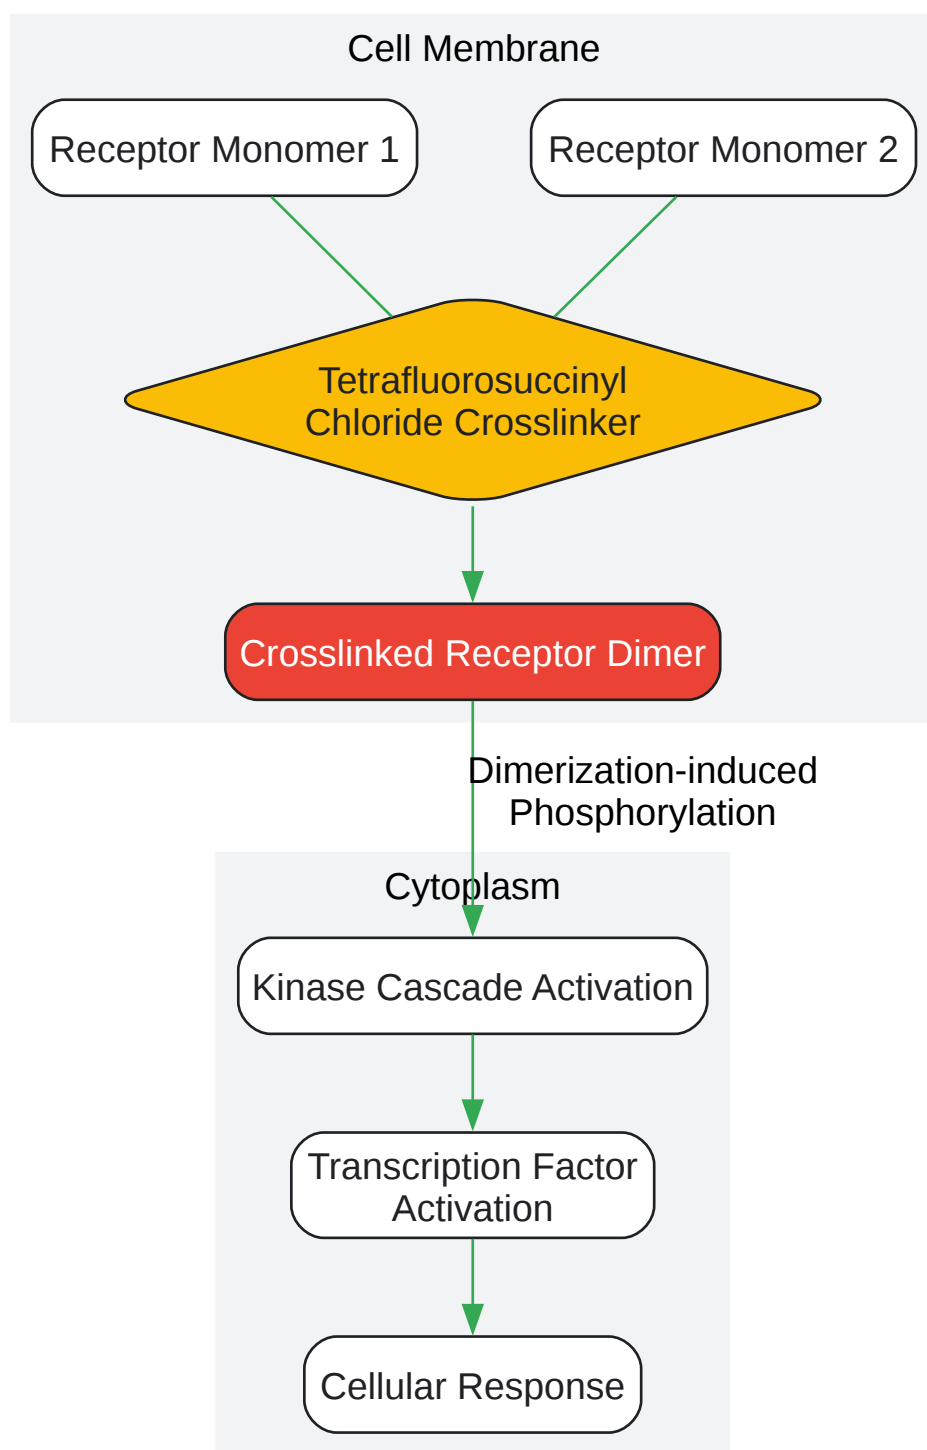 Cell Membrane
Receptor Monomer 1
Receptor Monomer 2
Tetrafluorosuccinyl
Chloride Crosslinker
Crosslinked Receptor Dimer
Dimerization-induced
Phosphorylation
Cytoplasm
Kinase Cascade Activation
Transcription Factor
Activation
Cellular Response